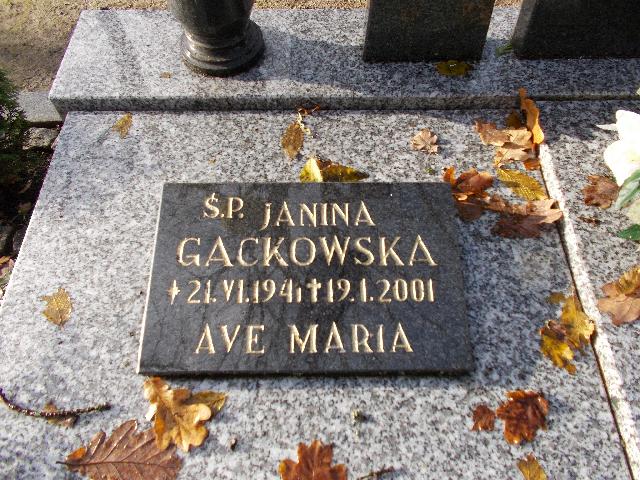 Ś.P. JANINA
GACKOWSKA
*21.VI.1941 ✝19.I.2001
AVE MARIA